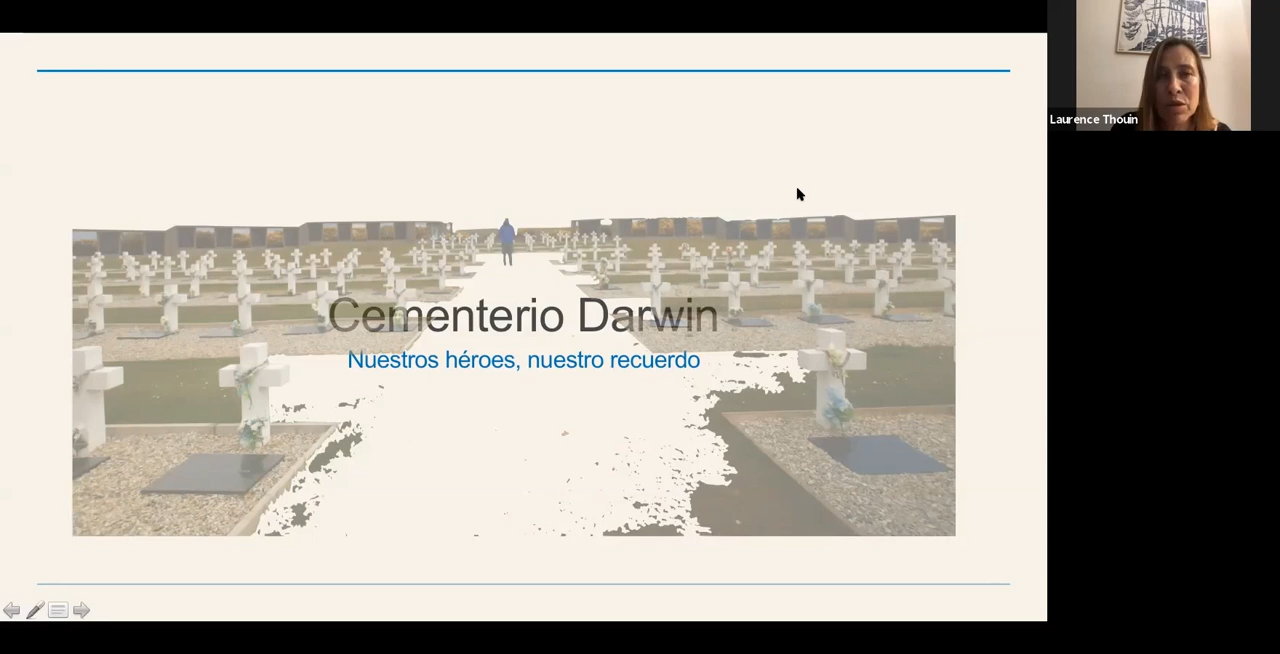 Laurence Thouin
Cementerio Darwin
Nuestros héroes, nuestro recuerdo